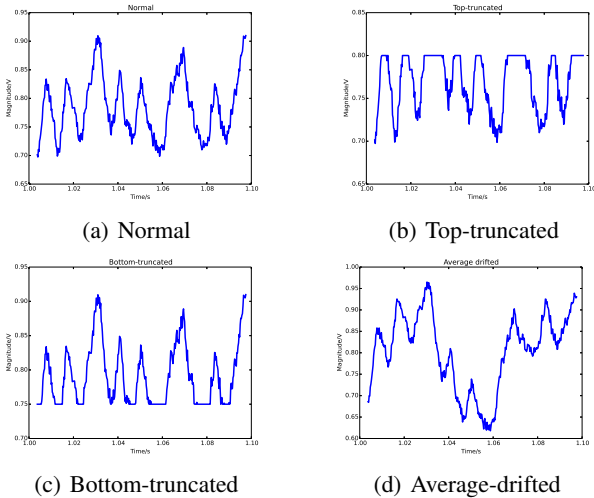 Normal
Magnitude/V
0.95
0.90
0.85
0.80
0.75
0.70
0.65
1.00 1.02 1.04 1.06 1.08 1.10
Time/s
(a) Normal
Top-truncated
Magnitude/V
0.85
0.80
0.75
0.70
0.65
1.00 1.02 1.04 1.06 1.08 1.10
Time/s
(b) Top-truncated
Bottom-truncated
Magnitude/V
0.95
0.90
0.85
0.80
0.75
0.70
1.00 1.02 1.04 1.06 1.08 1.10
Time/s
(c) Bottom-truncated
Average drifted
Magnitude/V
1.00
0.95
0.90
0.85
0.80
0.75
0.70
0.65
0.60
1.00 1.02 1.04 1.06 1.08 1.10
Time/s
(d) Average-drifted